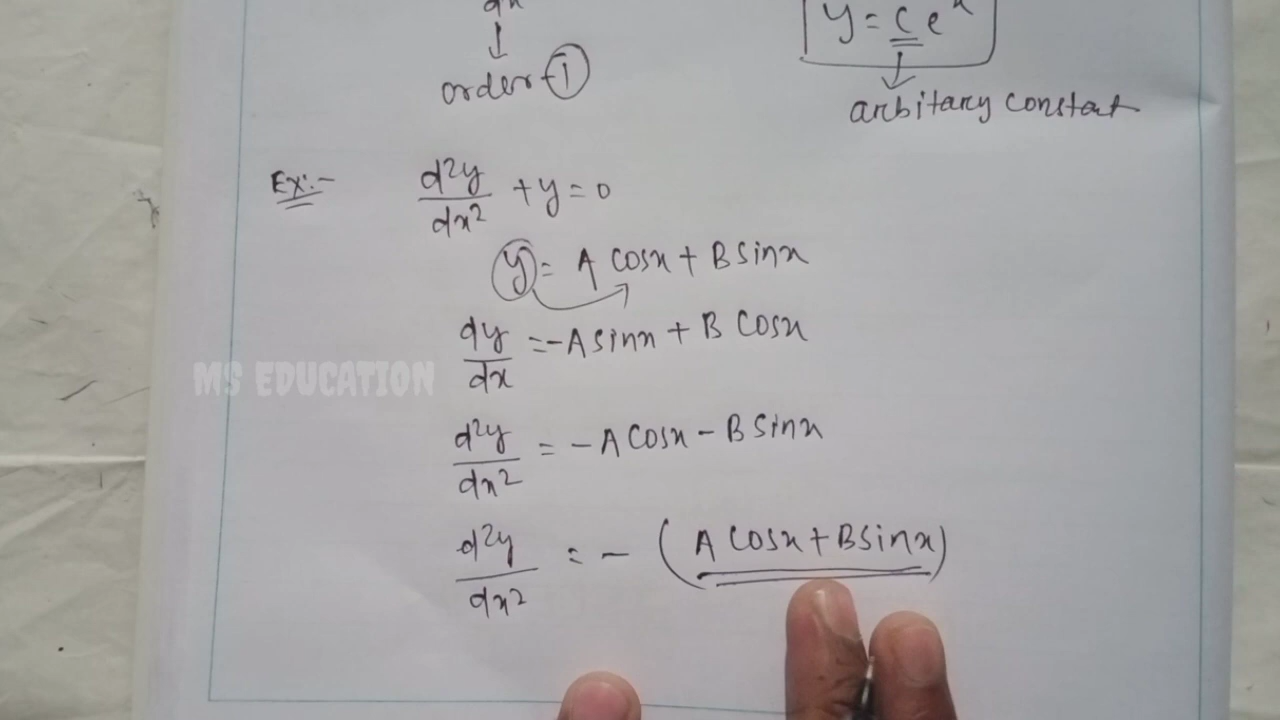 y = c e^x
order - 1
arbitary constant
Ex:-
d²y/dx² + y = 0
y = A cosx + B sinx
dy/dx = -A sinx + B cosx
MS EDUCATION
d²y/dx² = - A cosx - B sinx
d²y/dx² = - (A cosx + B sinx)